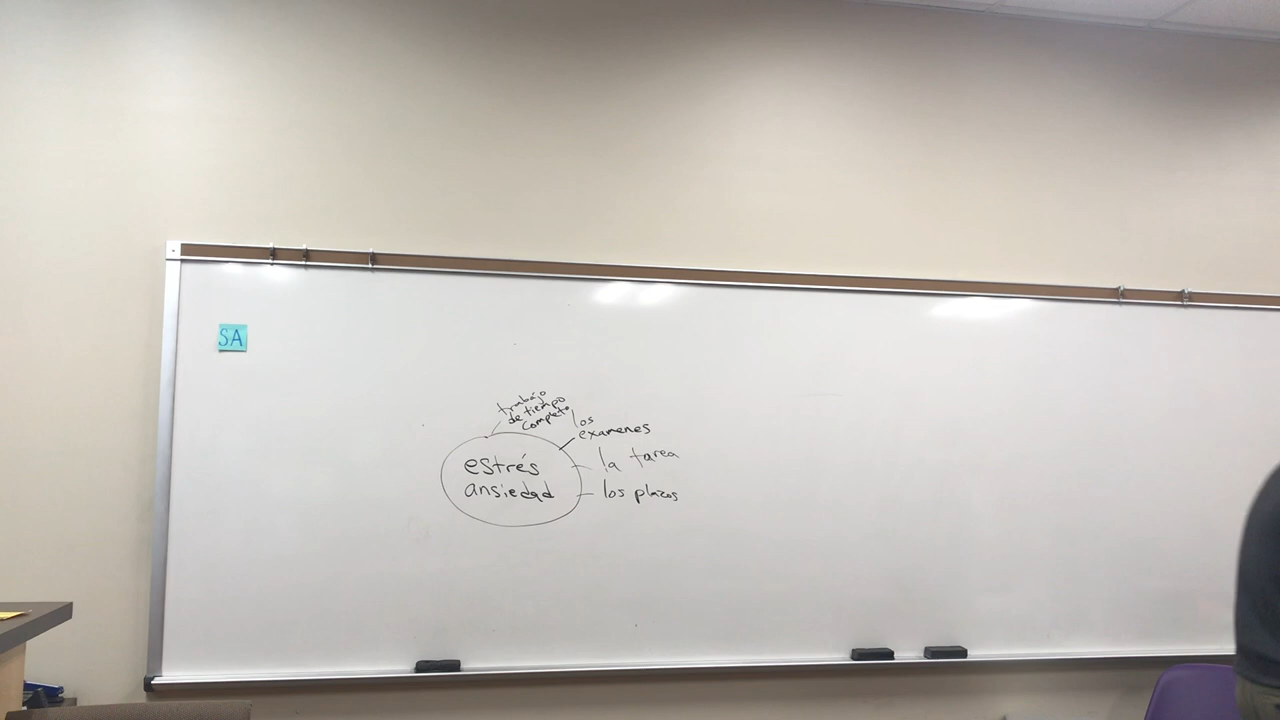 SA
trabajo
de tiempo
completo
los
examenes
estrés
la tarea
ansiedad
los plazos